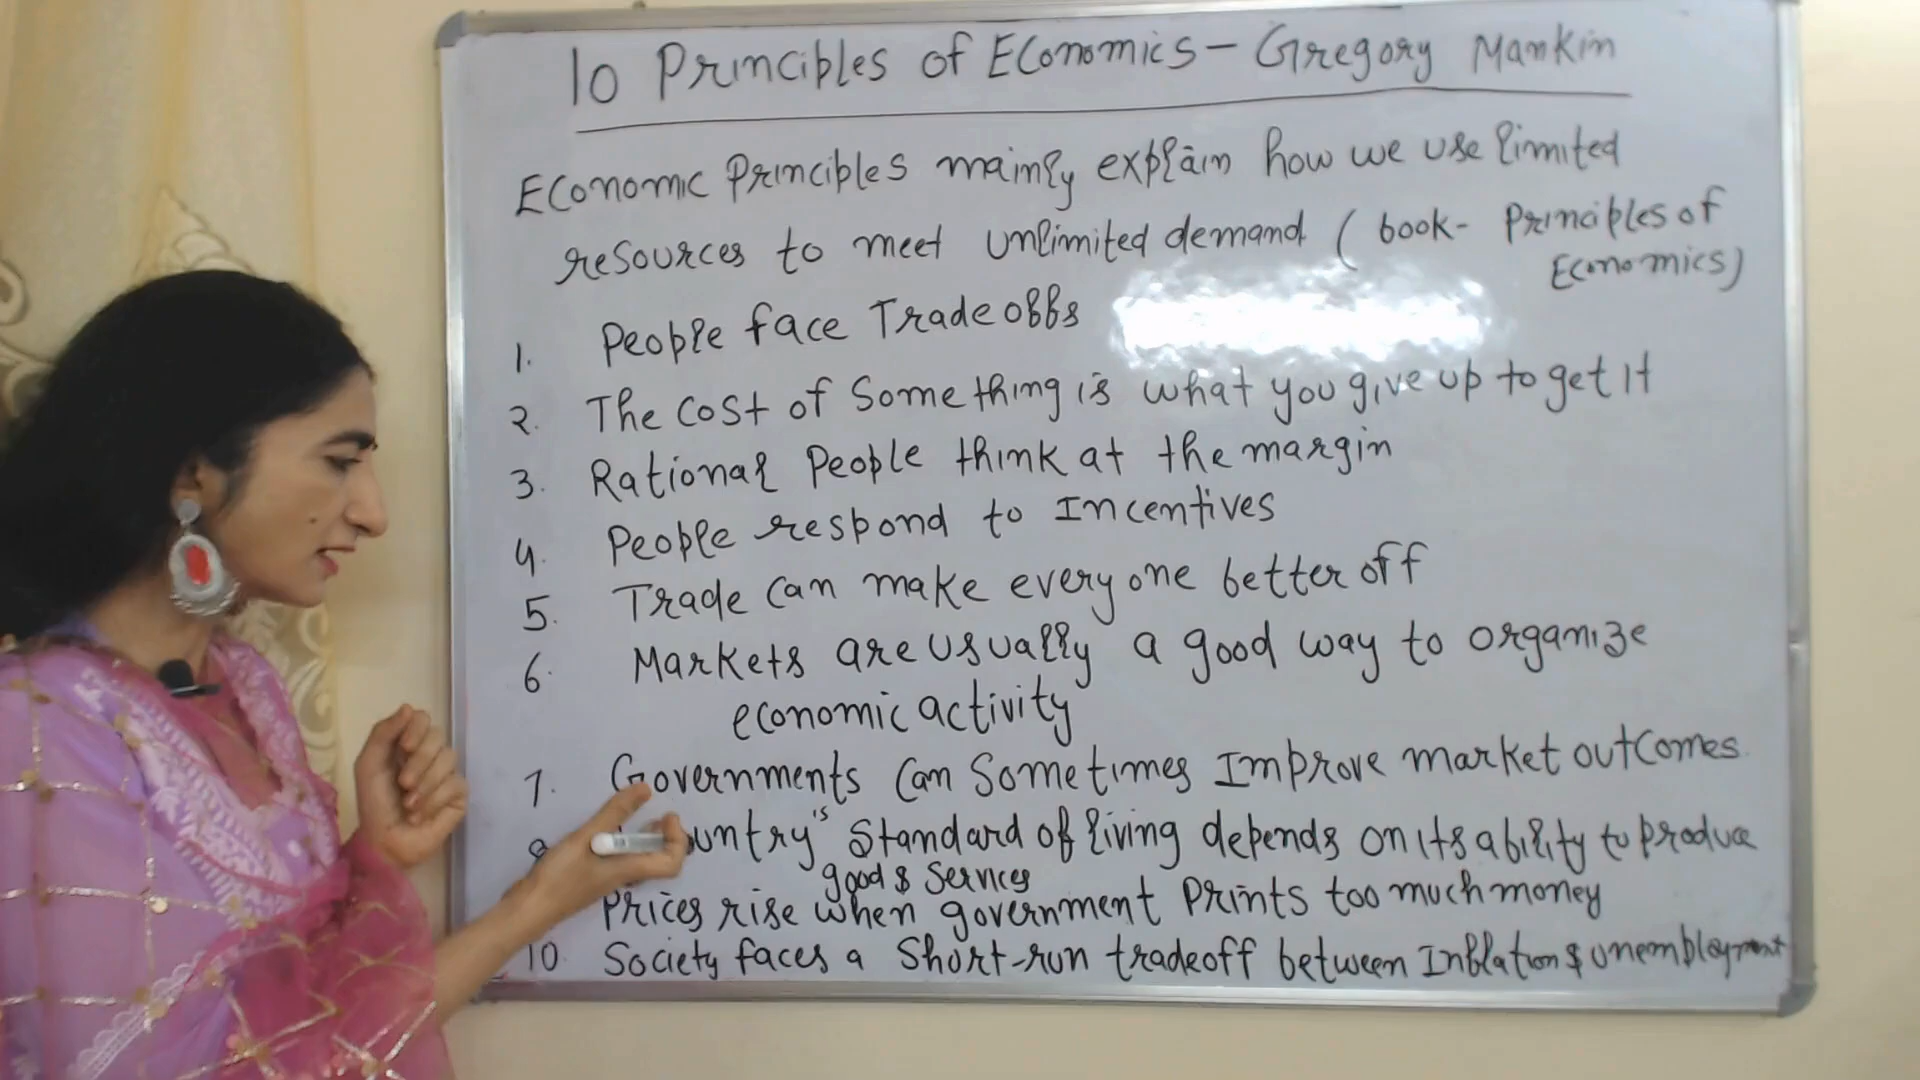 10 Principles of Economics - Gregory Mankin
Economic Principles mainly explain how we use limited
resources to meet unlimited demand ( book- Principles of
Economics)
1. People face Tradeoffs
2. The cost of Something is what you give up to get it
3. Rational People think at the margin
4. People respond to Incentives
5. Trade can make everyone better off
6. Markets are usually a good way to organize
economic activity
7. Governments can Sometimes Improve market outcomes.
untry's Standard of living depends on its ability to produce
good & services
Prices rise when government Prints too much money
10. Society faces a Short-run tradeoff between Inflation & unemployment